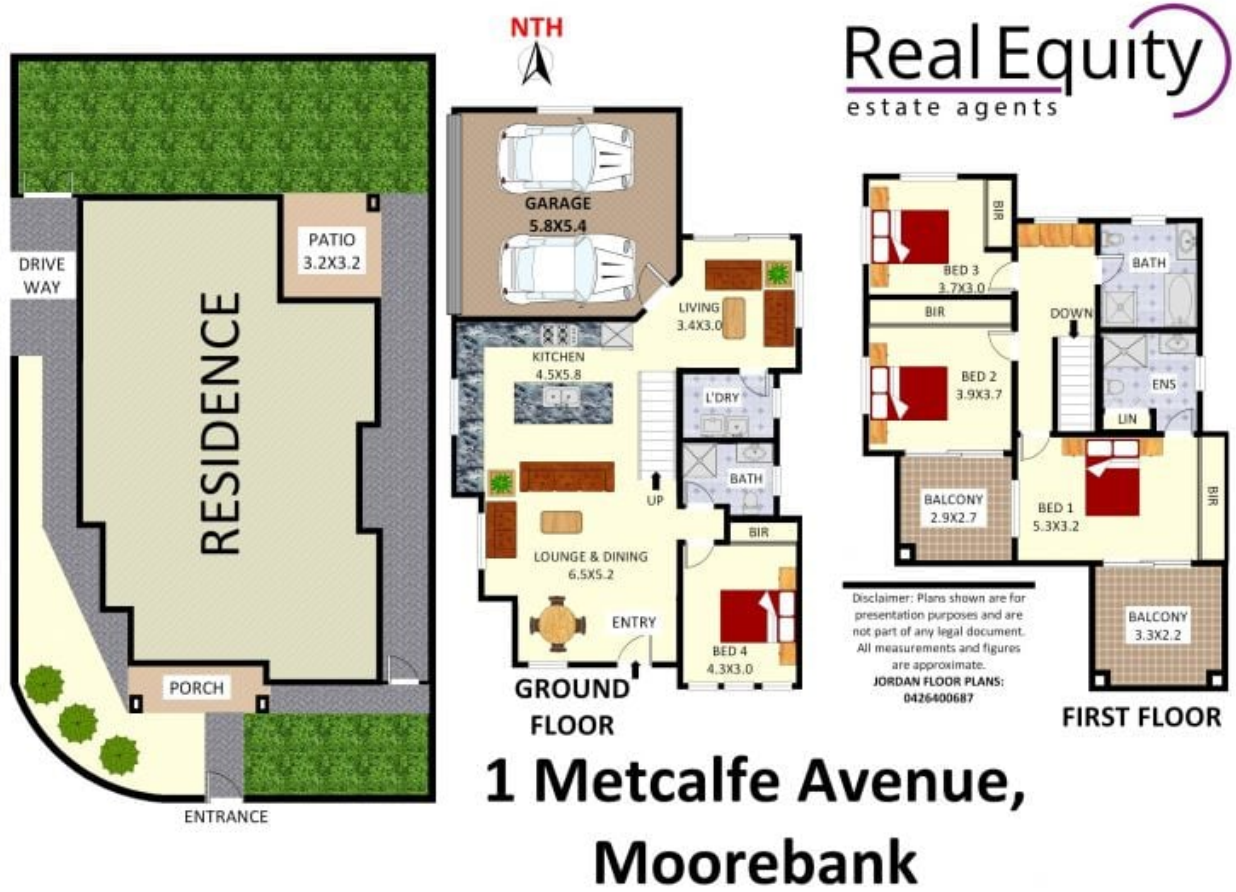 NTH
Real Equity
estate agents
DRIVE
WAY
PATIO
3.2X3.2
RESIDENCE
PORCH
ENTRANCE
GARAGE
5.8X5.4
LIVING
3.4X3.0
KITCHEN
4.5X5.8
L'DRY
BATH
UP
BIR
LOUNGE & DINING
6.5X5.2
ENTRY
BED 4
4.3X3.0
GROUND
FLOOR
BIR
BED 3
3.7X3.0
BATH
BIR
DOWN
BED 2
3.9X3.7
ENS
LIN
BALCONY
2.9X2.7
BED 1
5.3X3.2
BIR
BALCONY
3.3X2.2
FIRST FLOOR
Disclaimer: Plans shown are for
presentation purposes and are
not part of any legal document.
All measurements and figures
are approximate.
JORDAN FLOOR PLANS:
0426400687
1 Metcalfe Avenue,
Moorebank